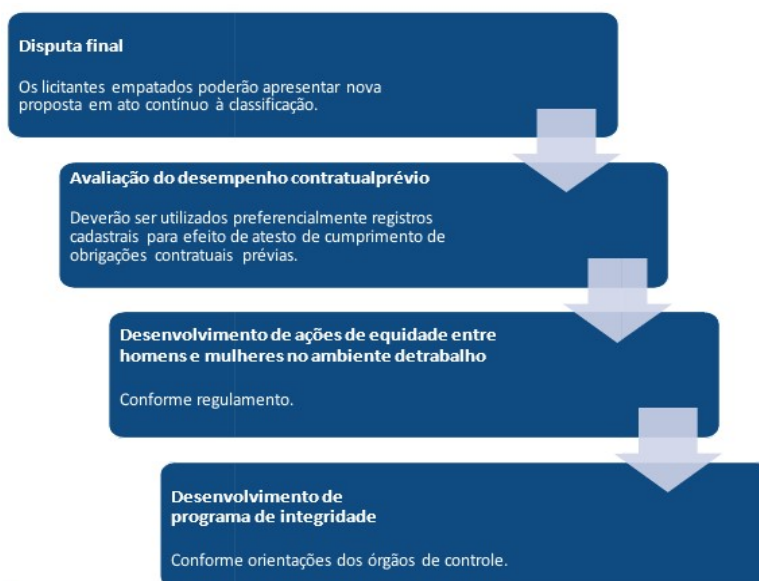 Disputa final
Os licitantes empatados poderão apresentar nova
proposta em ato contínuo à classificação.
Avaliação do desempenho contratualprévio
Deverão ser utilizados preferencialmente registros
cadastrais para efeito de atesto de cumprimento de
obrigações contratuais prévias.
Desenvolvimento de ações de equidade entre
homens e mulheres no ambiente detrabalho
Conforme regulamento.
Desenvolvimento de
programa de integridade
Conforme orientações dos órgãos de controle.